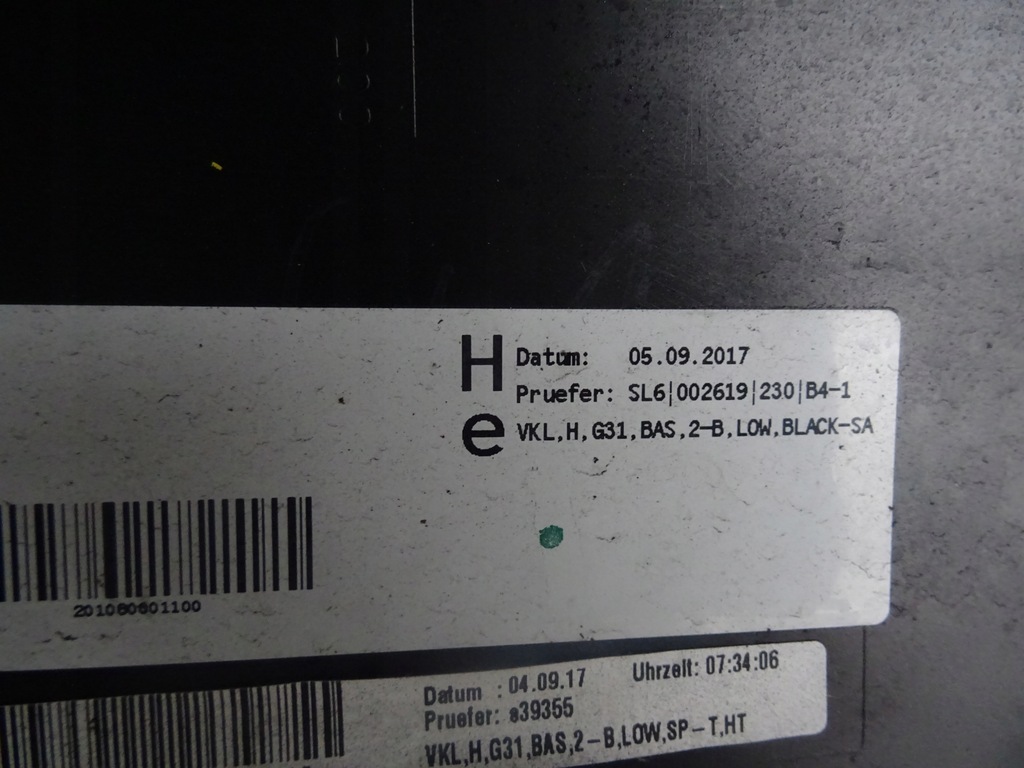 H
e
Datum: 05.09.2017
Pruefer: SL6|002619|230|B4-1
VKL,H,G31,BAS,2-B,LOW,BLACK-SA
201060601100
Datum : 04.09.17 Uhrzeit: 07:34:06
Pruefer: e39355
VKL,H,G31,BAS,2-B,LOW,SP-T,HT